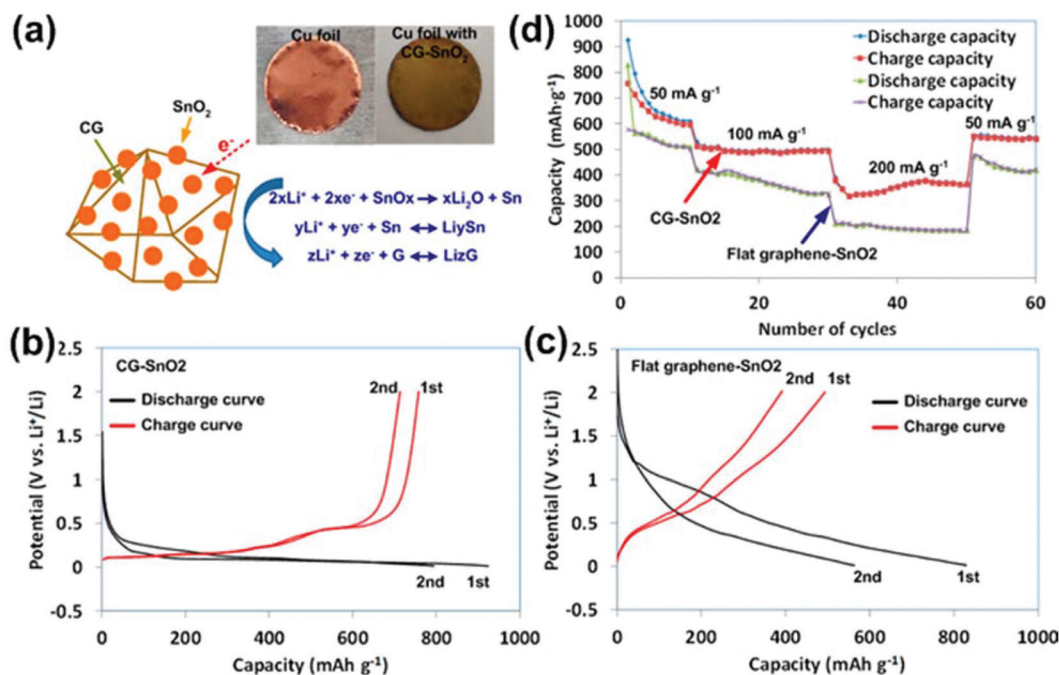 (a)
Cu foil
Cu foil with
CG-SnO₂
SnO₂
CG
e⁻
2xLi⁺ + 2xe⁻ + SnOx → xLi₂O + Sn
yLi⁺ + ye⁻ + Sn ↔ LiySn
zLi⁺ + ze⁻ + G ↔ LizG
(d)
Capacity (mAh·g⁻¹)
1000
900
800
700
600
500
400
300
200
100
0
Discharge capacity
Charge capacity
Discharge capacity
Charge capacity
50 mA g⁻¹
100 mA g⁻¹
200 mA g⁻¹
50 mA g⁻¹
CG-SnO2
Flat graphene-SnO2
0
20
40
60
Number of cycles
(b)
Potential (V vs. Li⁺/Li)
2.5
2
1.5
1
0.5
0
-0.5
CG-SnO2
Discharge curve
Charge curve
2nd
1st
2nd
1st
0
200
400
600
800
1000
Capacity (mAh g⁻¹)
(c)
Potential (V vs. Li⁺/Li)
2.5
2
1.5
1
0.5
0
-0.5
Flat graphene-SnO2
2nd
1st
Discharge curve
Charge curve
2nd
1st
0
200
400
600
800
1000
Capacity (mAh g⁻¹)